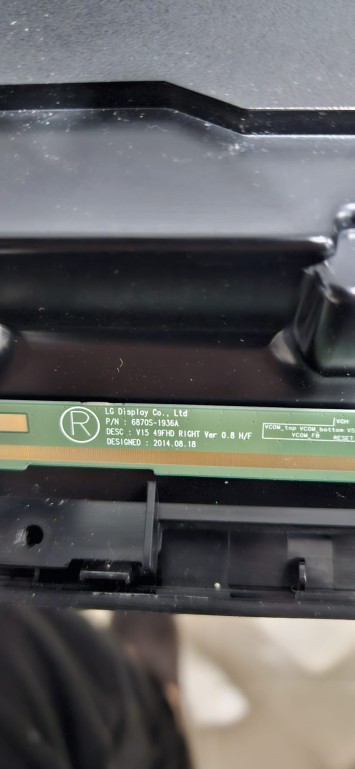 LG Display Co., Ltd
P/N : 6870S-1936A
DESC : V15 49FHD RIGHT Ver 0.8 H/F
DESIGNED : 2014.08.18
R
VGH
VCOM_top VCOM_bottom
VCOM_FB RESET